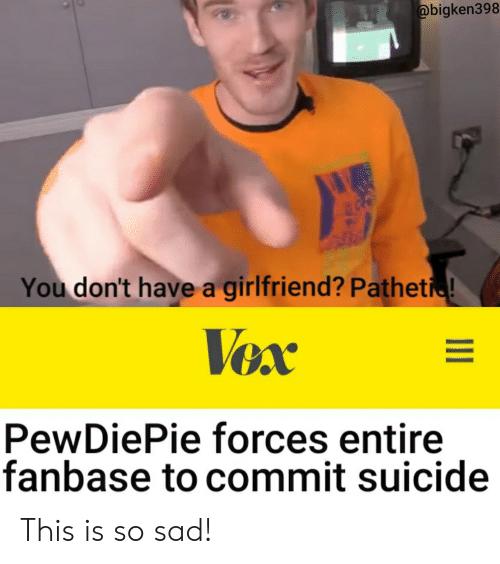 @bigken398
You don't have a girlfriend? Pathetic!
Vox
PewDiePie forces entire
fanbase to commit suicide
This is so sad!